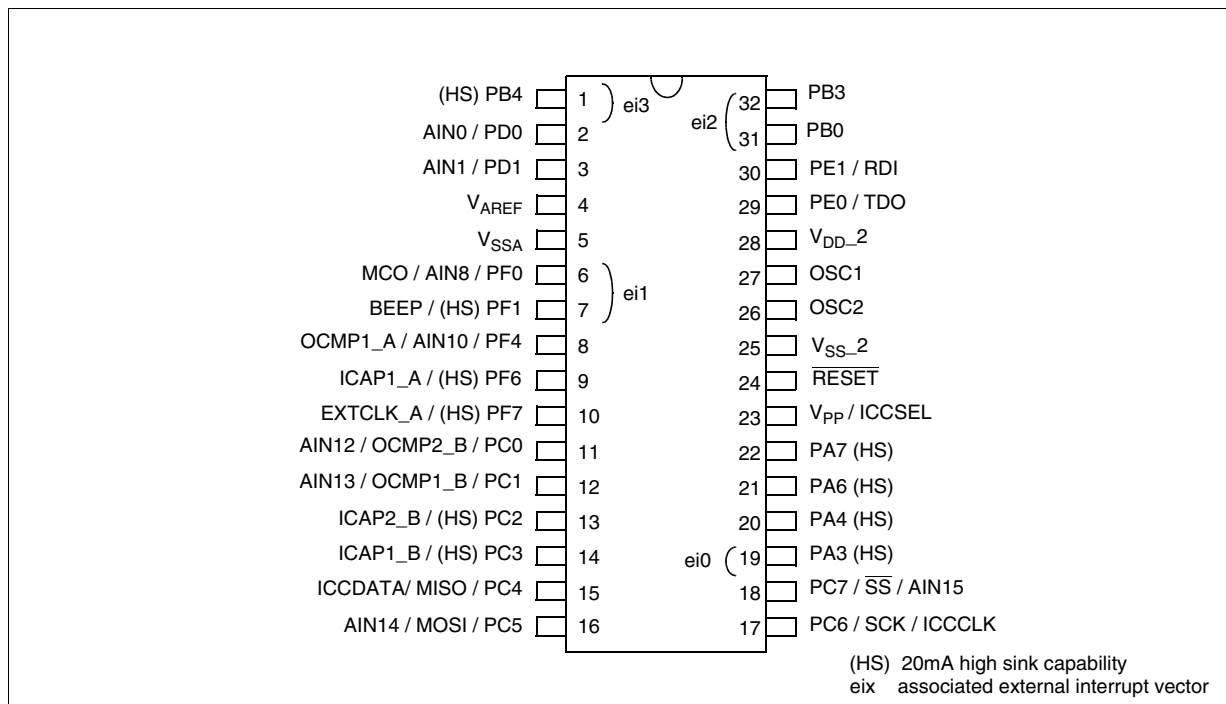 (HS) PB4
AIN0 / PD0
AIN1 / PD1
VAREF
VSSA
MCO / AIN8 / PF0
BEEP / (HS) PF1
OCMP1_A / AIN10 / PF4
ICAP1_A / (HS) PF6
EXTCLK_A / (HS) PF7
AIN12 / OCMP2_B / PC0
AIN13 / OCMP1_B / PC1
ICAP2_B / (HS) PC2
ICAP1_B / (HS) PC3
ICCDATA/ MISO / PC4
AIN14 / MOSI / PC5
1
2
3
4
5
6
7
8
9
10
11
12
13
14
15
16
ei3
ei1
ei2
ei0
32
31
30
29
28
27
26
25
24
23
22
21
20
19
18
17
PB3
PB0
PE1 / RDI
PE0 / TDO
VDD_2
OSC1
OSC2
VSS_2
RESET
VPP / ICCSEL
PA7 (HS)
PA6 (HS)
PA4 (HS)
PA3 (HS)
PC7 / SS / AIN15
PC6 / SCK / ICCCLK
(HS) 20mA high sink capability
eix associated external interrupt vector